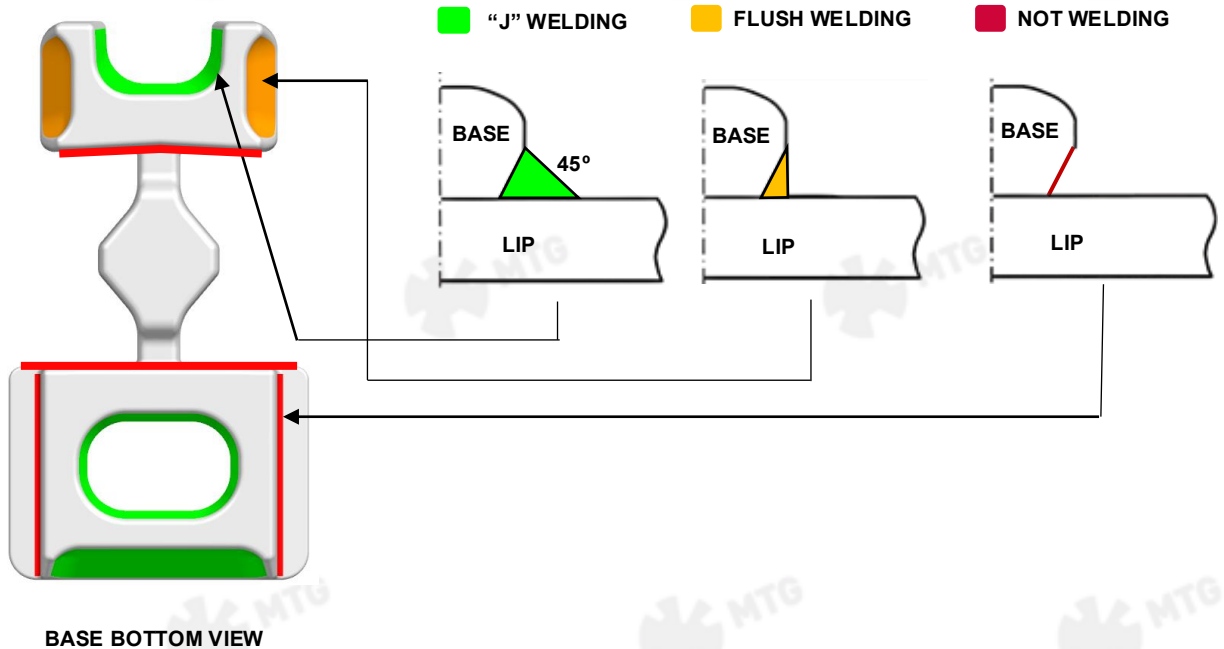 “J” WELDING
FLUSH WELDING
NOT WELDING
BASE
45º
LIP
BASE
LIP
BASE
LIP
MTG
MTG
MTG
MTG
MTG
BASE BOTTOM VIEW